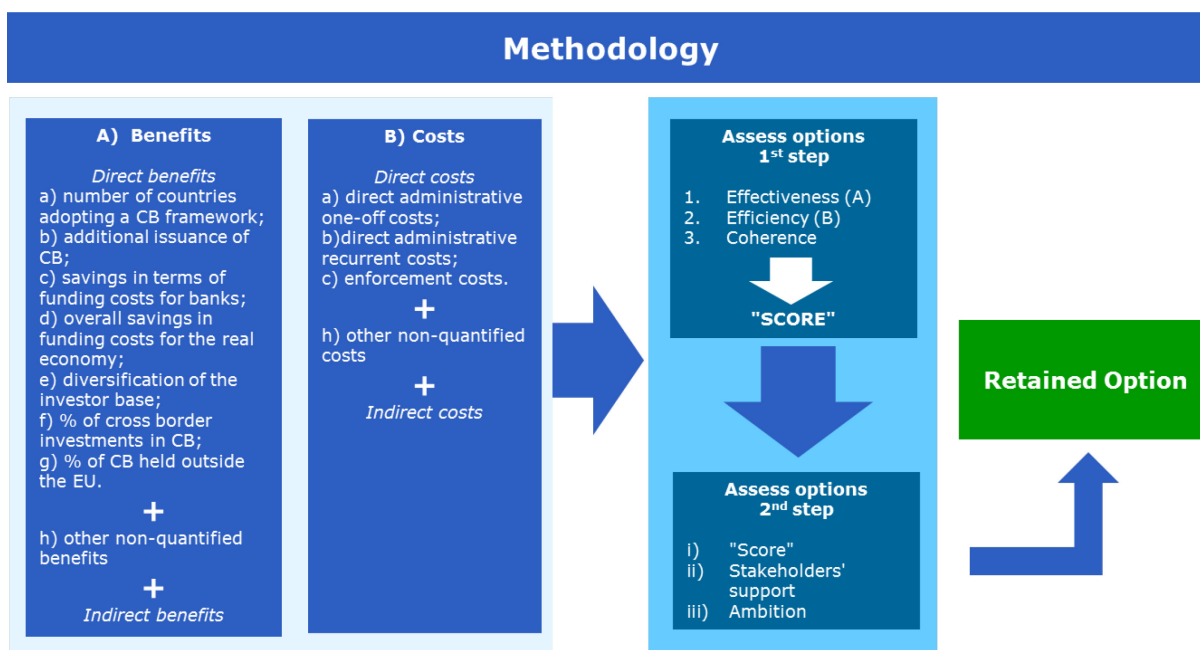 Methodology
A) Benefits
Direct benefits
a) number of countries
adopting a CB framework;
b) additional issuance of
CB;
c) savings in terms of
funding costs for banks;
d) overall savings in
funding costs for the real
economy;
e) diversification of the
investor base;
f) % of cross border
investments in CB;
g) % of CB held outside
the EU.
+
h) other non-quantified
benefits
+
Indirect benefits
B) Costs
Direct costs
a) direct administrative
one-off costs;
b)direct administrative
recurrent costs;
c) enforcement costs.
+
h) other non-quantified
costs
+
Indirect costs
Assess options
1st step
1. Effectiveness (A)
2. Efficiency (B)
3. Coherence
"SCORE"
Assess options
2nd step
i) "Score"
ii) Stakeholders'
support
iii) Ambition
Retained Option